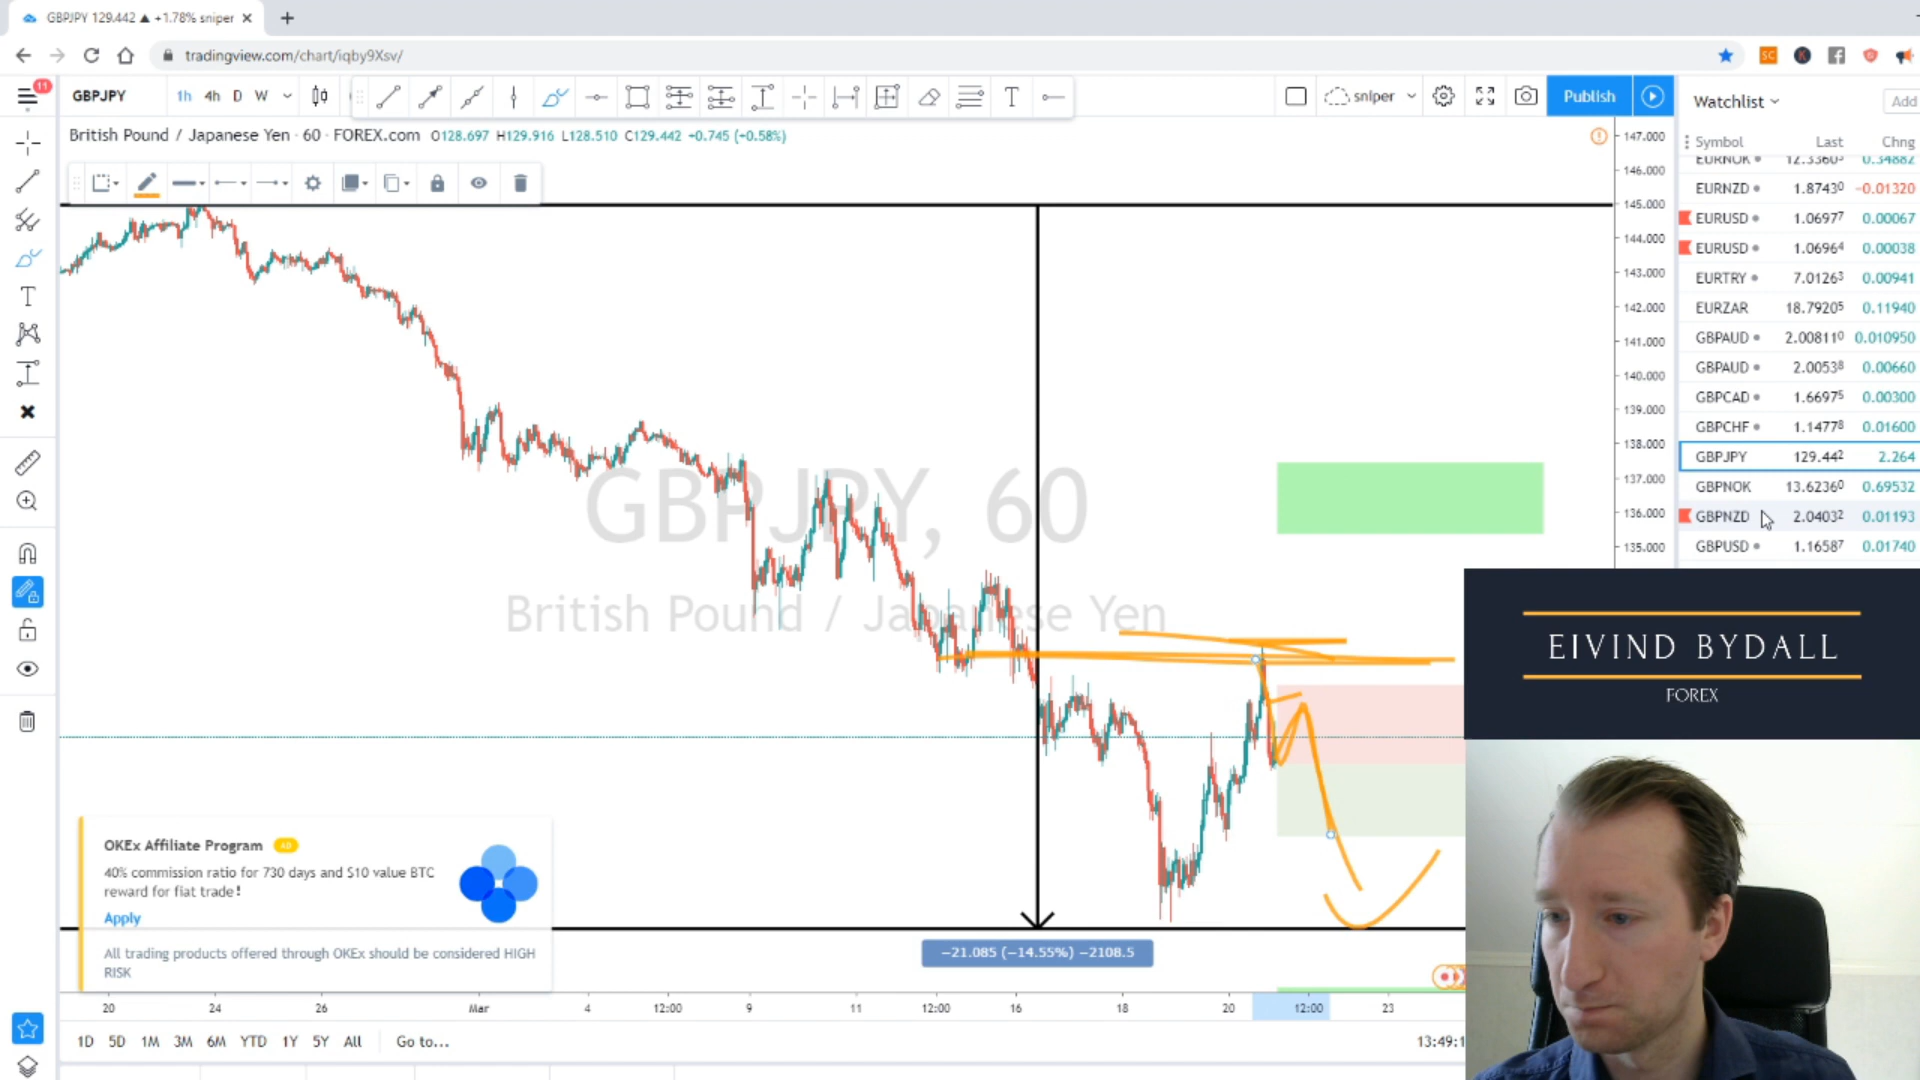 GBPJPY 129.442 ▲ +1.78% sniper
tradingview.com/chart/iqby9Xsv/
11
GBPJPY 1h 4h D W
sniper Publish
Watchlist Add
British Pound / Japanese Yen · 60 · FOREX.com O128.697 H129.916 L128.510 C129.442 +0.745 (+0.58%)
Symbol Last Chng
EURNOK 12.33603 0.34882
EURNZD 1.87430 -0.01320
EURUSD 1.06977 0.00067
EURUSD 1.06964 0.00038
EURTRY 7.01263 0.00941
EURZAR 18.79205 0.11940
GBPAUD 2.008110 0.010950
GBPAUD 2.00538 0.00660
GBPCAD 1.66975 0.00300
GBPCHF 1.14778 0.01600
GBPJPY 129.442 2.264
GBPNOK 13.62360 0.69532
GBPNZD 2.04032 0.01193
GBPUSD 1.16587 0.01740
147.000
146.000
145.000
144.000
143.000
142.000
141.000
140.000
139.000
138.000
137.000
136.000
135.000
GBPJPY, 60
British Pound / Japanese Yen
EIVIND BYDALL
FOREX
OKEx Affiliate Program AD
40% commission ratio for 730 days and $10 value BTC
reward for fiat trade!
Apply
All trading products offered through OKEx should be considered HIGH
RISK
−21.085 (−14.55%) −2108.5
20 24 26 Mar 4 12:00 9 11 12:00 16 18 20 12:00 23
1D 5D 1M 3M 6M YTD 1Y 5Y All Go to...